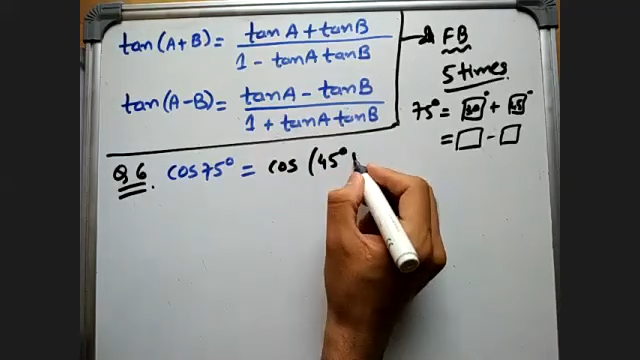 tan(A+B) = tanA + tanB / 1 - tanA tanB
tan(A-B) = tanA - tanB / 1 + tanA tanB
FB
5 times.
75° = 30° + 45°
= □ - □
Q6. cos75° = cos (45°